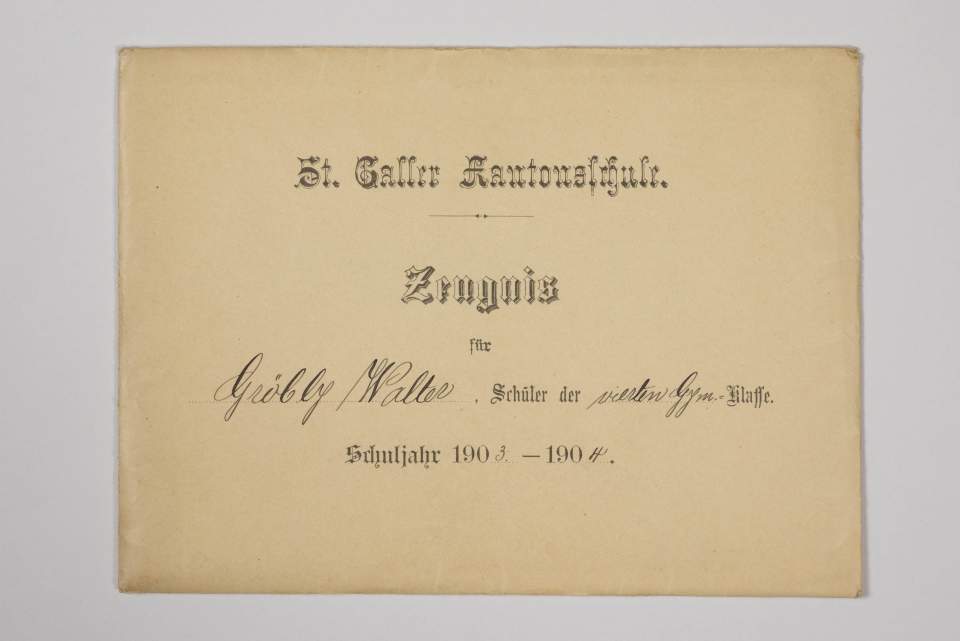 St. Galler Kantonsschule.
Zeugnis
für
Gröbly Walter, Schüler der vierten Gym.-Klasse.
Schuljahr 1903. – 1904.